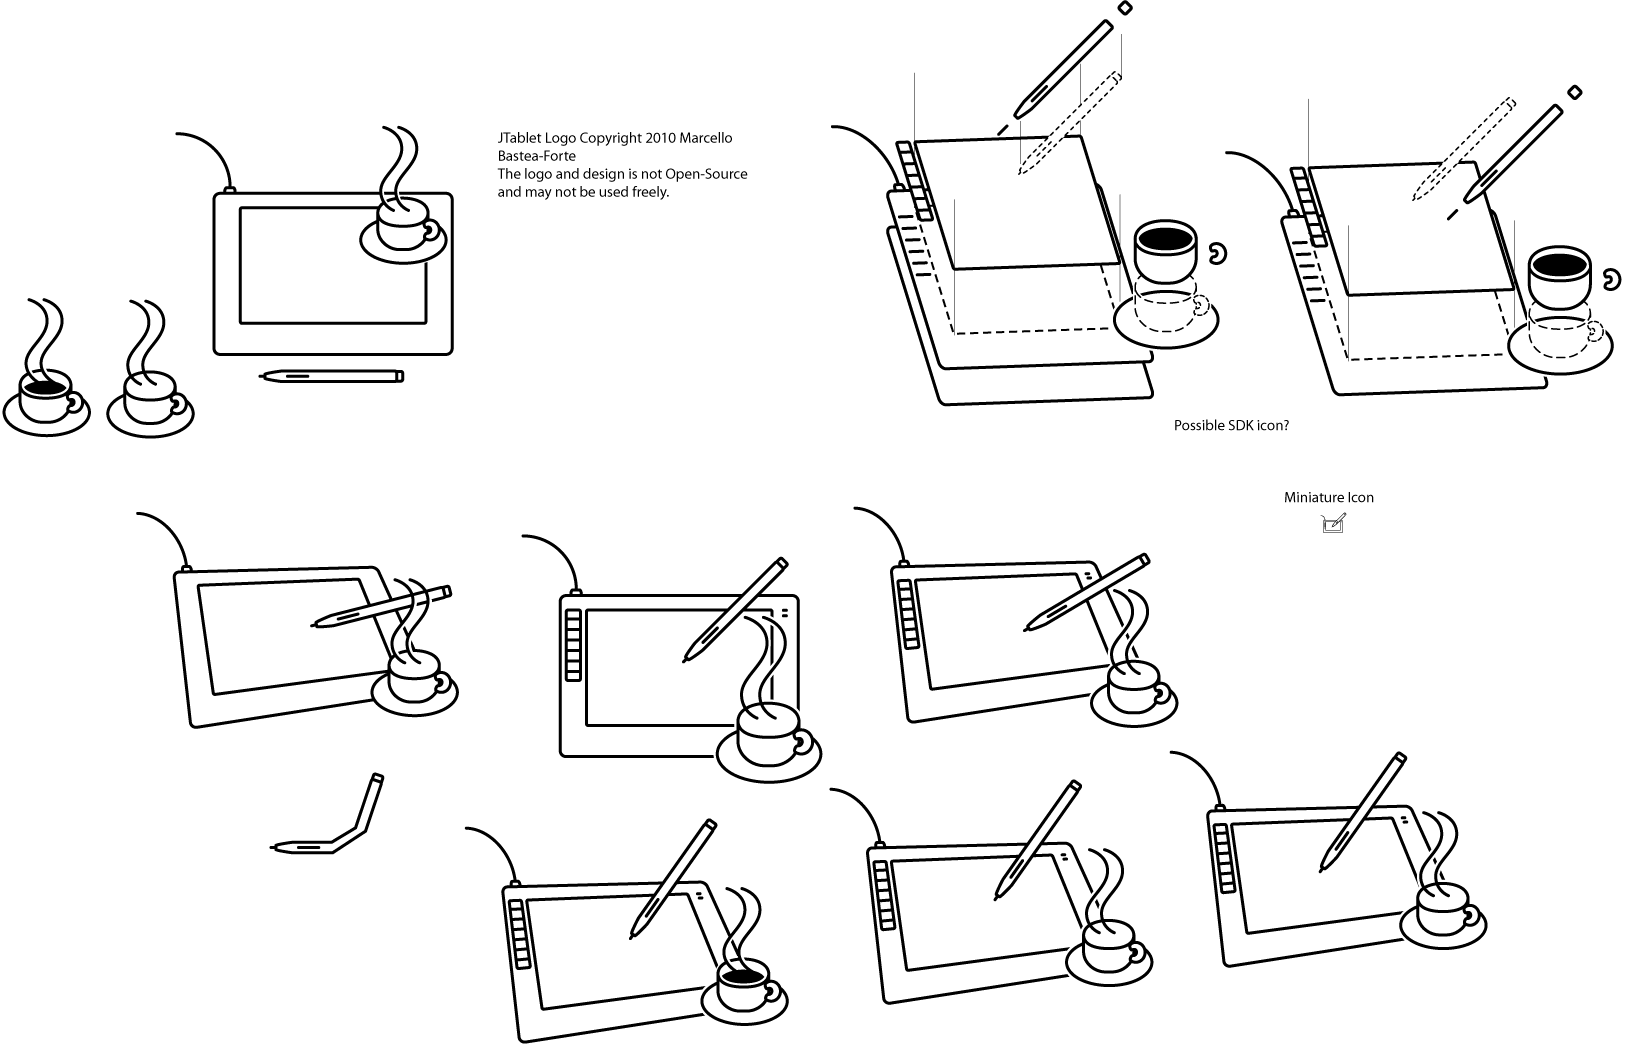 JTablet Logo Copyright 2010 Marcello
Bastea-Forte
The logo and design is not Open-Source
and may not be used freely.
Possible SDK icon?
Miniature Icon